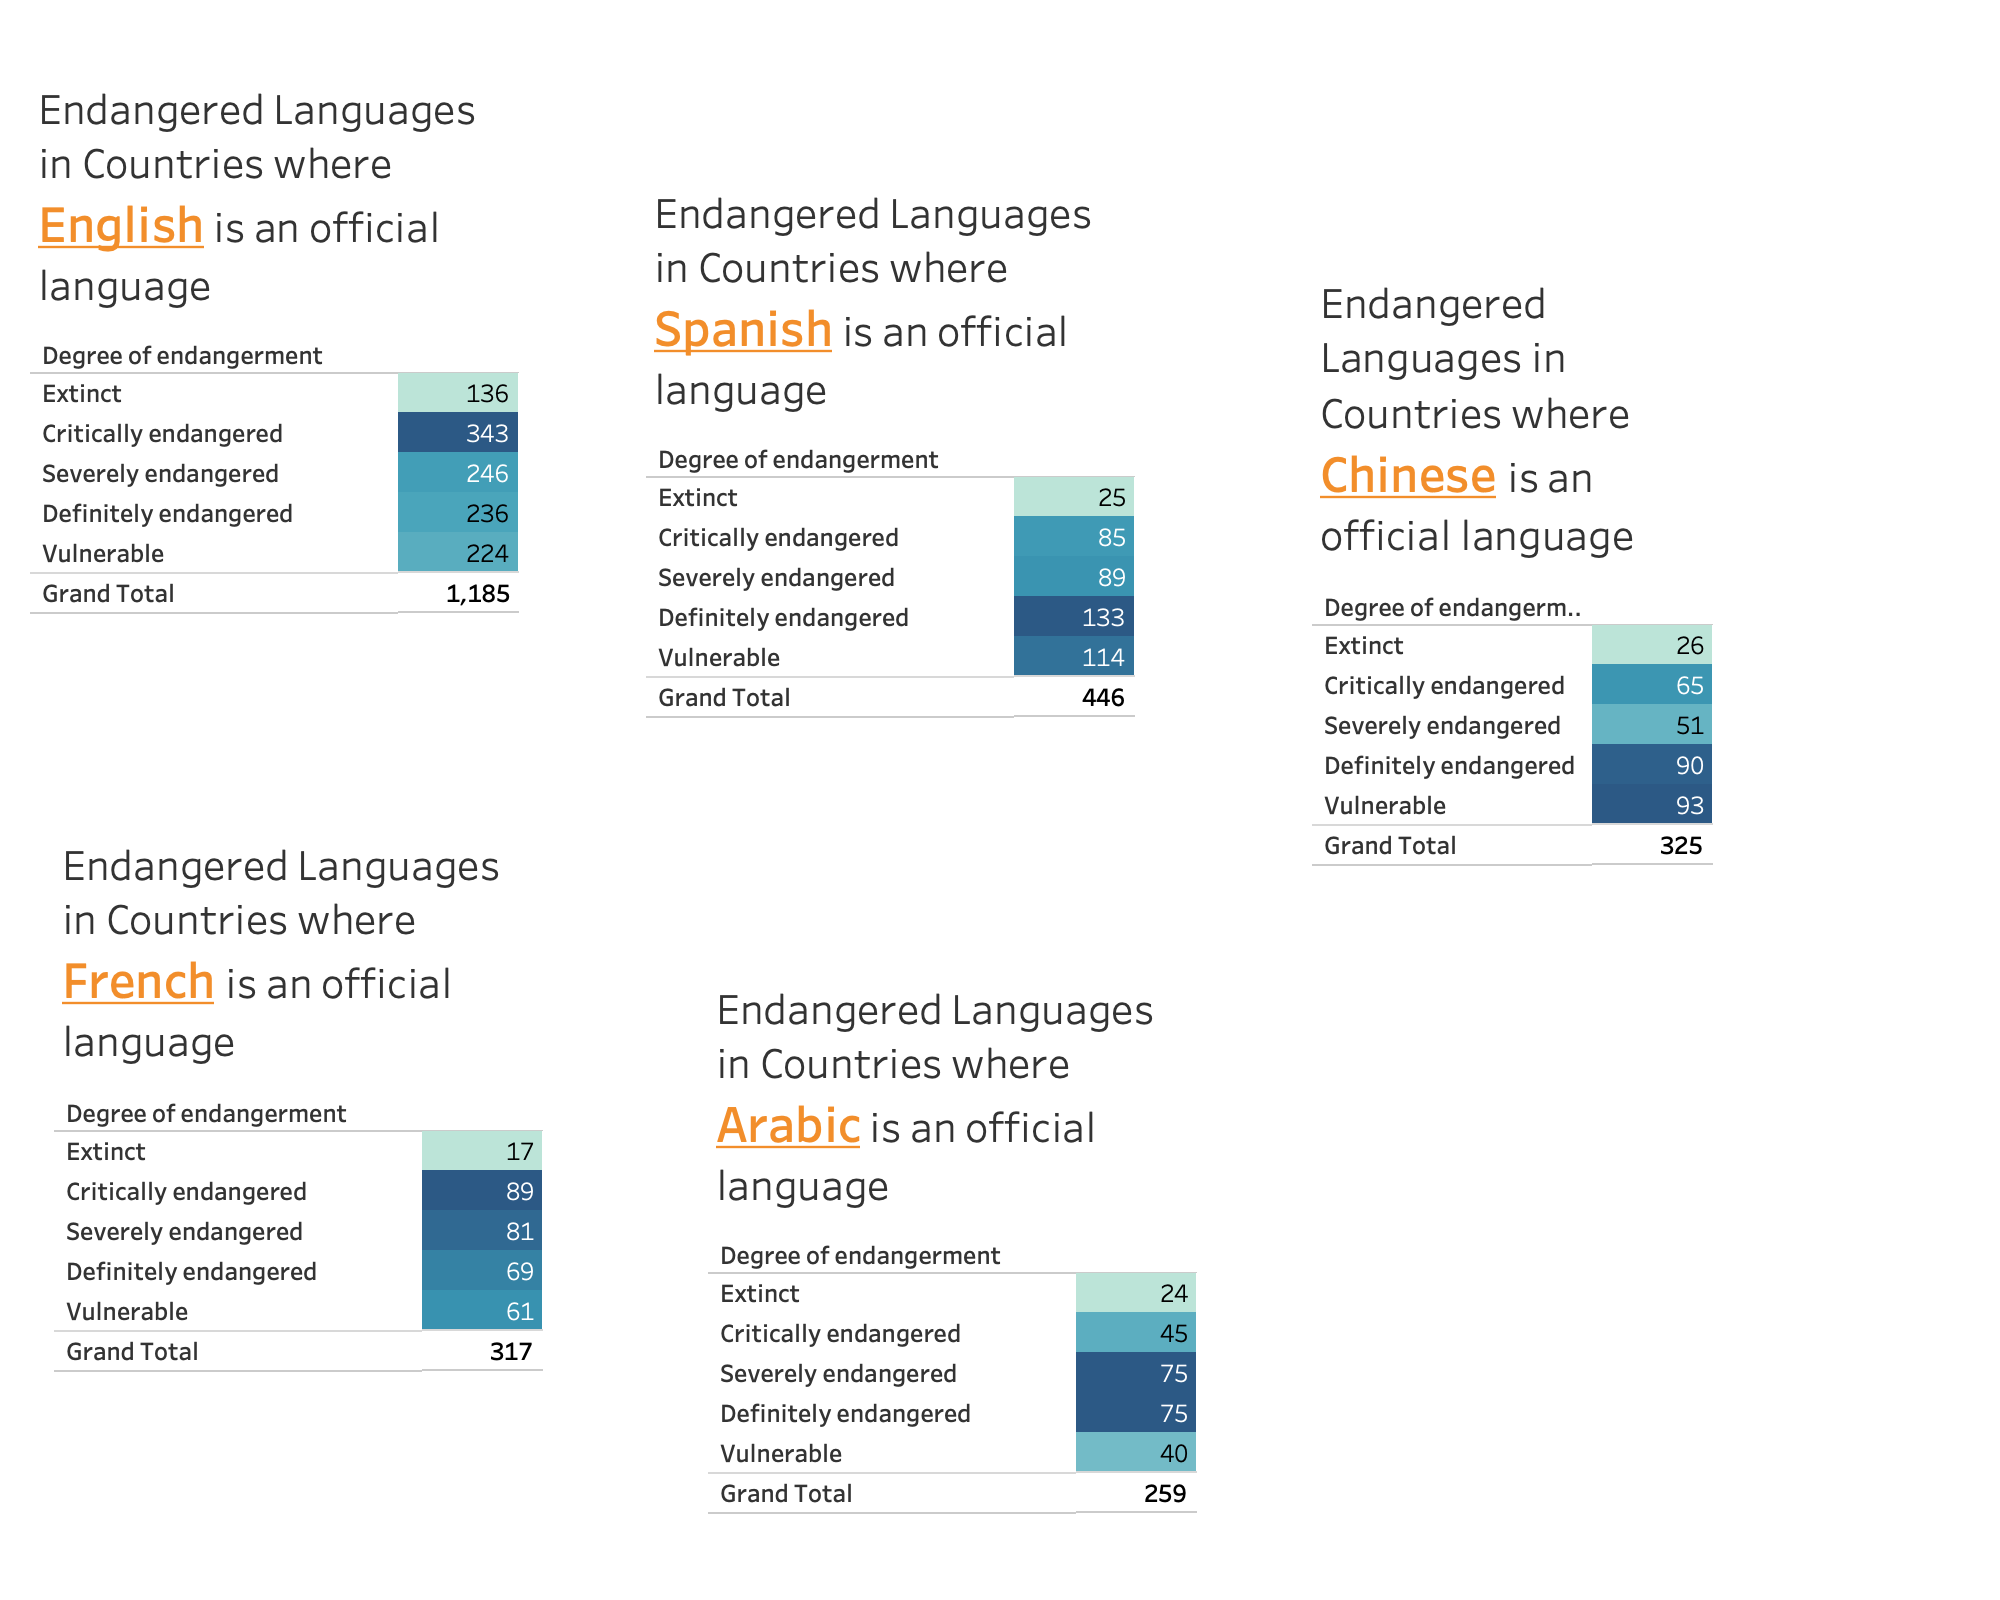 Endangered Languages
in Countries where
English is an official
language
Degree of endangerment
Extinct 136
Critically endangered 343
Severely endangered 246
Definitely endangered 236
Vulnerable 224
Grand Total 1,185
Endangered Languages
in Countries where
Spanish is an official
language
Degree of endangerment
Extinct 25
Critically endangered 85
Severely endangered 89
Definitely endangered 133
Vulnerable 114
Grand Total 446
Endangered
Languages in
Countries where
Chinese is an
official language
Degree of endangerm..
Extinct 26
Critically endangered 65
Severely endangered 51
Definitely endangered 90
Vulnerable 93
Grand Total 325
Endangered Languages
in Countries where
French is an official
language
Degree of endangerment
Extinct 17
Critically endangered 89
Severely endangered 81
Definitely endangered 69
Vulnerable 61
Grand Total 317
Endangered Languages
in Countries where
Arabic is an official
language
Degree of endangerment
Extinct 24
Critically endangered 45
Severely endangered 75
Definitely endangered 75
Vulnerable 40
Grand Total 259